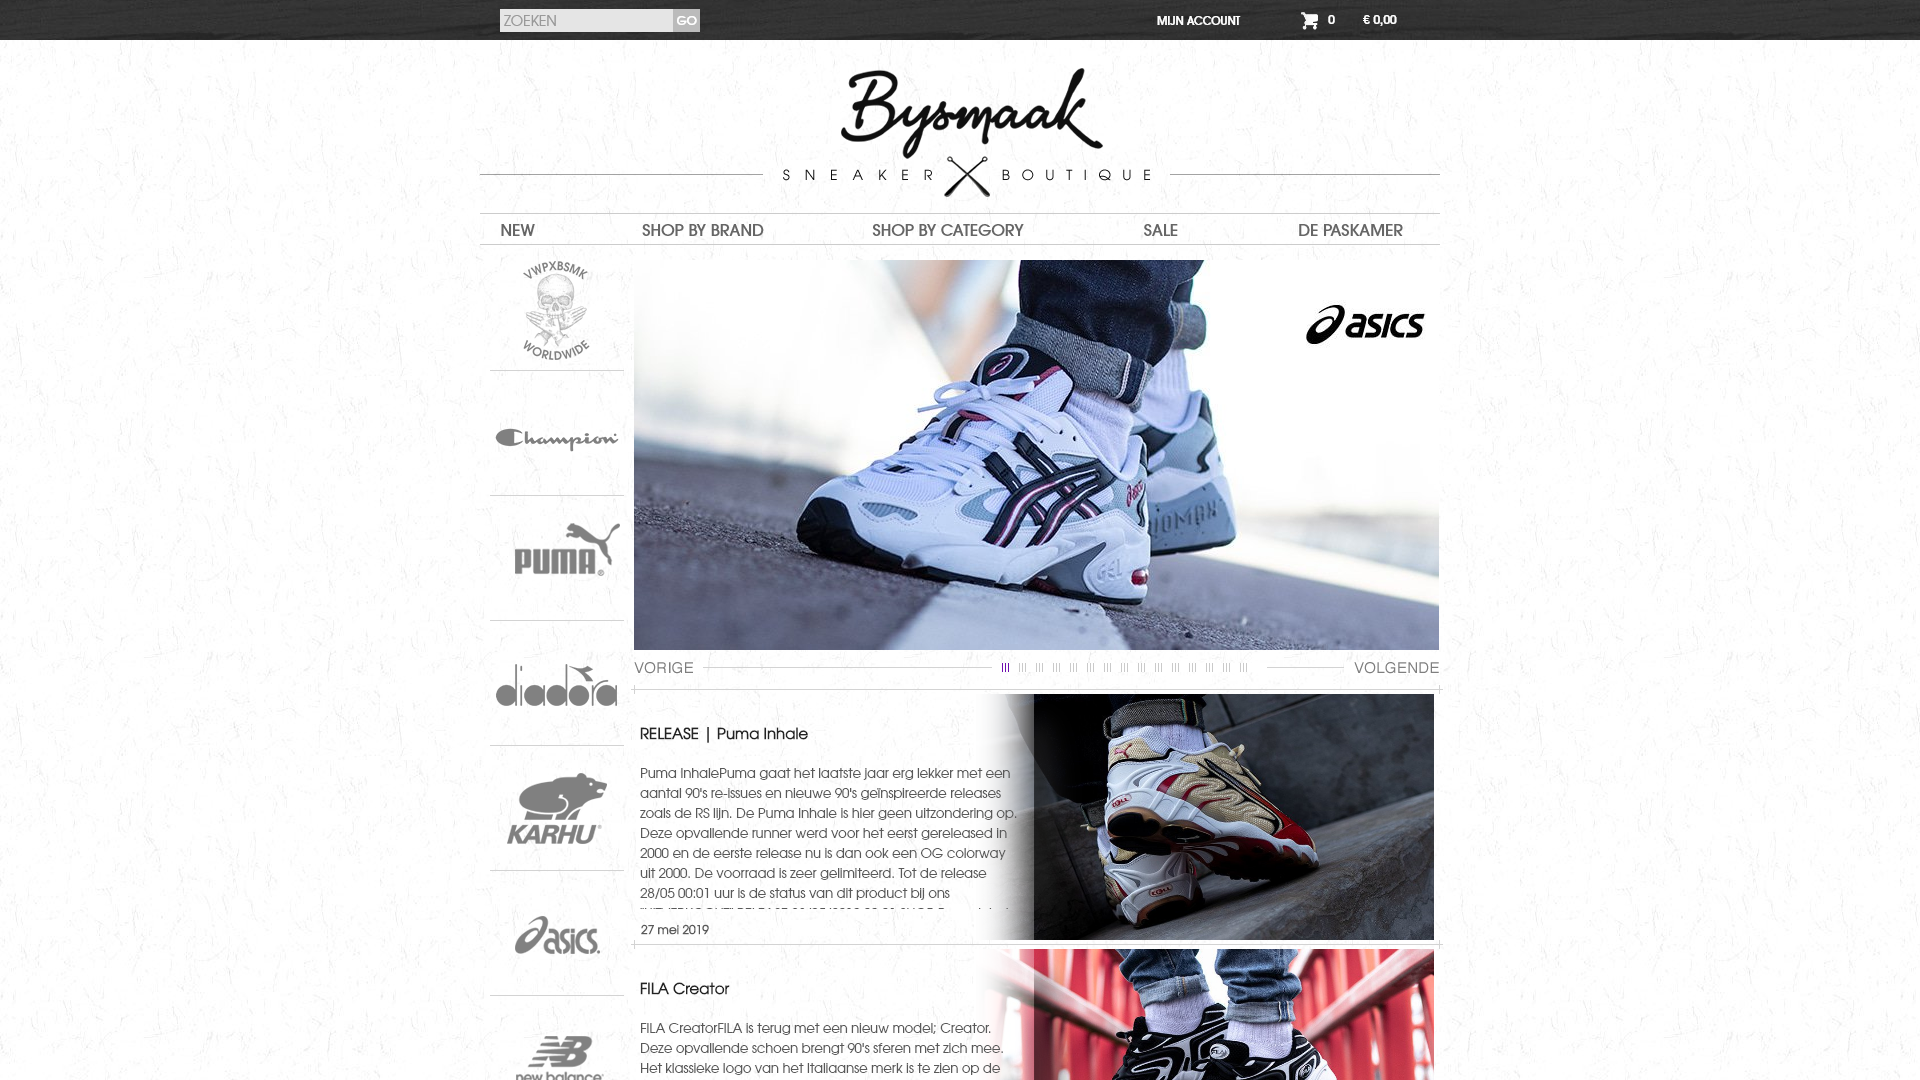 ZOEKEN GO MIJN ACCOUNT 0 € 0,00
Bysmaak
SNEAKER BOUTIQUE
NEW SHOP BY BRAND SHOP BY CATEGORY SALE DE PASKAMER
VWPXBSMK
WORLDWIDE
Champion
PUMA®
diadora
KARHU®
asics
new balance
asics
GEL
VORIGE VOLGENDE
RELEASE | Puma Inhale
Puma InhalePuma gaat het laatste jaar erg lekker met een
aantal 90's re-issues en nieuwe 90's geïnspireerde releases
zoals de RS lijn. De Puma Inhale is hier geen uitzondering op.
Deze opvallende runner werd voor het eerst gereleased in
2000 en de eerste release nu is dan ook een OG colorway
uit 2000. De voorraad is zeer gelimiteerd. Tot de release
28/05 00:01 uur is de status van dit product bij ons
27 mei 2019
FILA Creator
FILA CreatorFILA is terug met een nieuw model; Creator.
Deze opvallende schoen brengt 90's sferen met zich mee.
Het klassieke logo van het Italiaanse merk is te zien op de